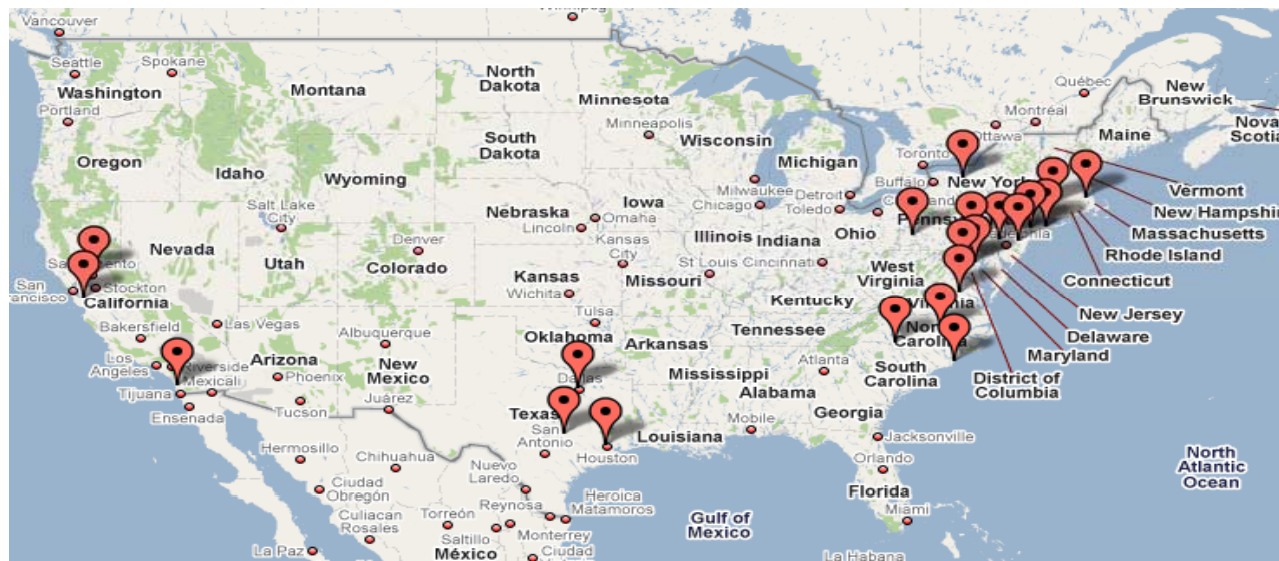 Vancouver
Seattle
Spokane
Washington
Portland
Montana
North
Dakota
Minnesota
Minneapolis
Québec
New
Brunswick
Montréal
Ottawa
Maine
Nova
Scotia
Oregon
Idaho
Wyoming
South
Dakota
Wisconsin
Michigan
Toronto
Buffalo
New York
Vermont
Milwaukee
Detroit
Chicago
Toledo
Salt Lake
City
Nebraska
Iowa
Omaha
Lincoln
New Hampshi
Massachusetts
Rhode Island
Connecticut
Nevada
Utah
Denver
Colorado
Kansas
City
Illinois
Indiana
Ohio
Pennsy
Kansas
Missouri
St Louis
Cincinnati
West
Virginia
San
Francisco
Stockton
California
Wichita
Kentucky
Virginia
New Jersey
Delaware
Maryland
District of
Columbia
Bakersfield
Las Vegas
Tulsa
Albuquerque
Oklahoma
Arkansas
Tennessee
North
Carolina
Los
Angeles
Riverside
Arizona
Phoenix
New
Mexico
Dallas
Mississippi
Atlanta
South
Carolina
Alabama
Georgia
Tijuana
Mexicali
Ensenada
Tucson
Juárez
Texas
San
Antonio
Houston
Louisiana
Mobile
Jacksonville
Orlando
Florida
Miami
Hermosillo
Chihuahua
Ciudad
Obregón
Nuevo
Laredo
Culiacan
Rosales
Torreón
Reynosa
Heroica
Matamoros
Saltillo
Monterrey
La Paz
México
Ciudad
Gulf of
Mexico
North
Atlantic
Ocean
La Habana